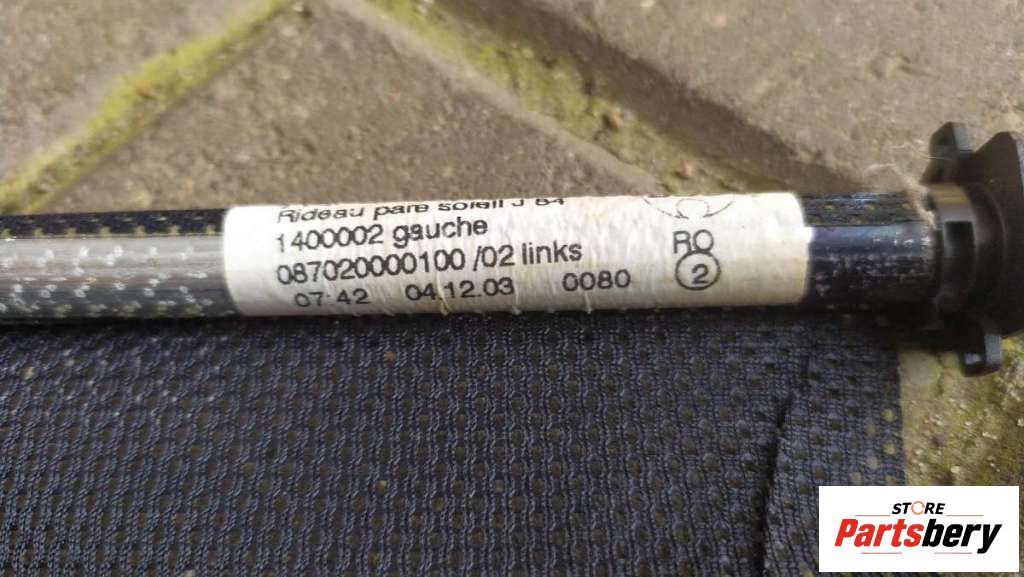 Rideau pare soleil J 84
1400002 gauche
087020000100 /02 links
07:42 04.12.03 0080
RO
2
STORE
Partsbery